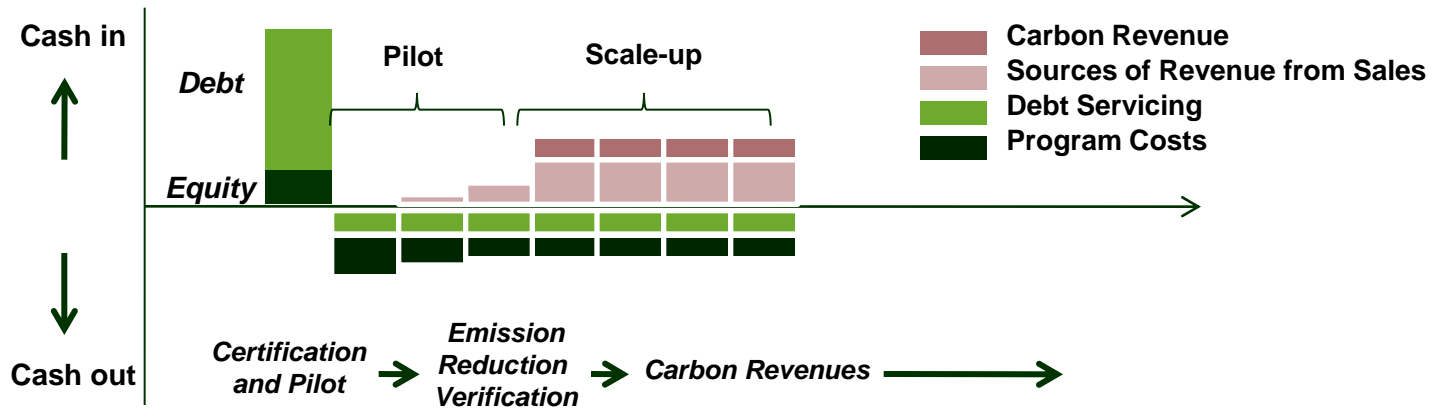 Cash in
Debt
Equity
Pilot
Scale-up
Carbon Revenue
Sources of Revenue from Sales
Debt Servicing
Program Costs
Cash out
Certification
and Pilot
Emission
Reduction
Verification
Carbon Revenues